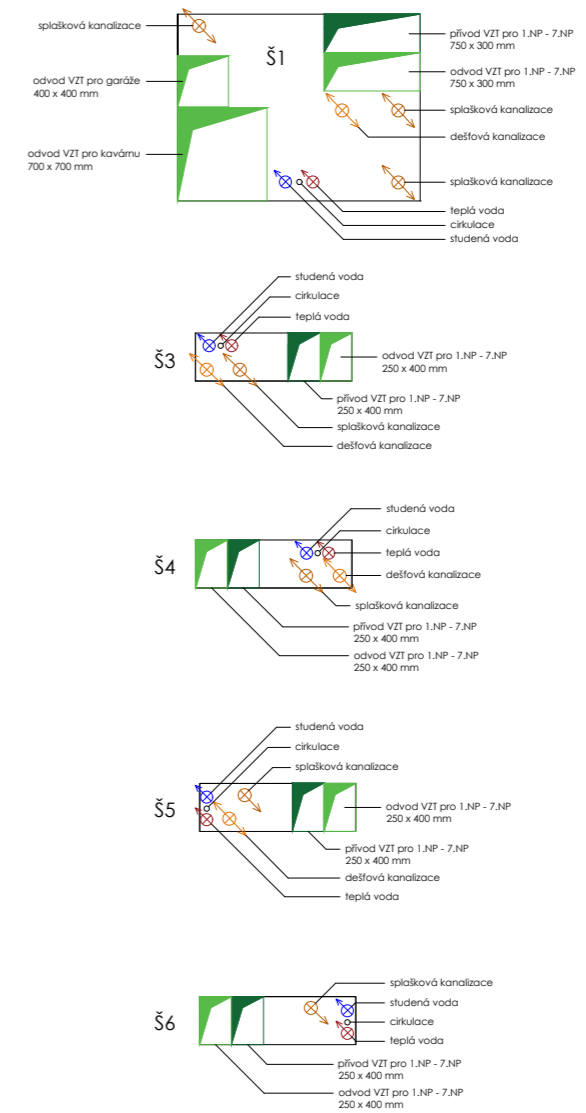 splašková kanalizace
Š1
přívod VZT pro 1.NP - 7.NP
750 x 300 mm
odvod VZT pro garáže
400 x 400 mm
odvod VZT pro 1.NP - 7.NP
750 x 300 mm
splašková kanalizace
dešťová kanalizace
odvod VZT pro kavárnu
700 x 700 mm
splašková kanalizace
teplá voda
cirkulace
studená voda
studená voda
cirkulace
teplá voda
Š3
odvod VZT pro 1.NP - 7.NP
250 x 400 mm
přívod VZT pro 1.NP - 7.NP
250 x 400 mm
splašková kanalizace
dešťová kanalizace
studená voda
cirkulace
teplá voda
Š4
dešťová kanalizace
splašková kanalizace
přívod VZT pro 1.NP - 7.NP
250 x 400 mm
odvod VZT pro 1.NP - 7.NP
250 x 400 mm
studená voda
cirkulace
splašková kanalizace
Š5
odvod VZT pro 1.NP - 7.NP
250 x 400 mm
přívod VZT pro 1.NP - 7.NP
250 x 400 mm
dešťová kanalizace
teplá voda
splašková kanalizace
studená voda
Š6
cirkulace
teplá voda
přívod VZT pro 1.NP - 7.NP
250 x 400 mm
odvod VZT pro 1.NP - 7.NP
250 x 400 mm